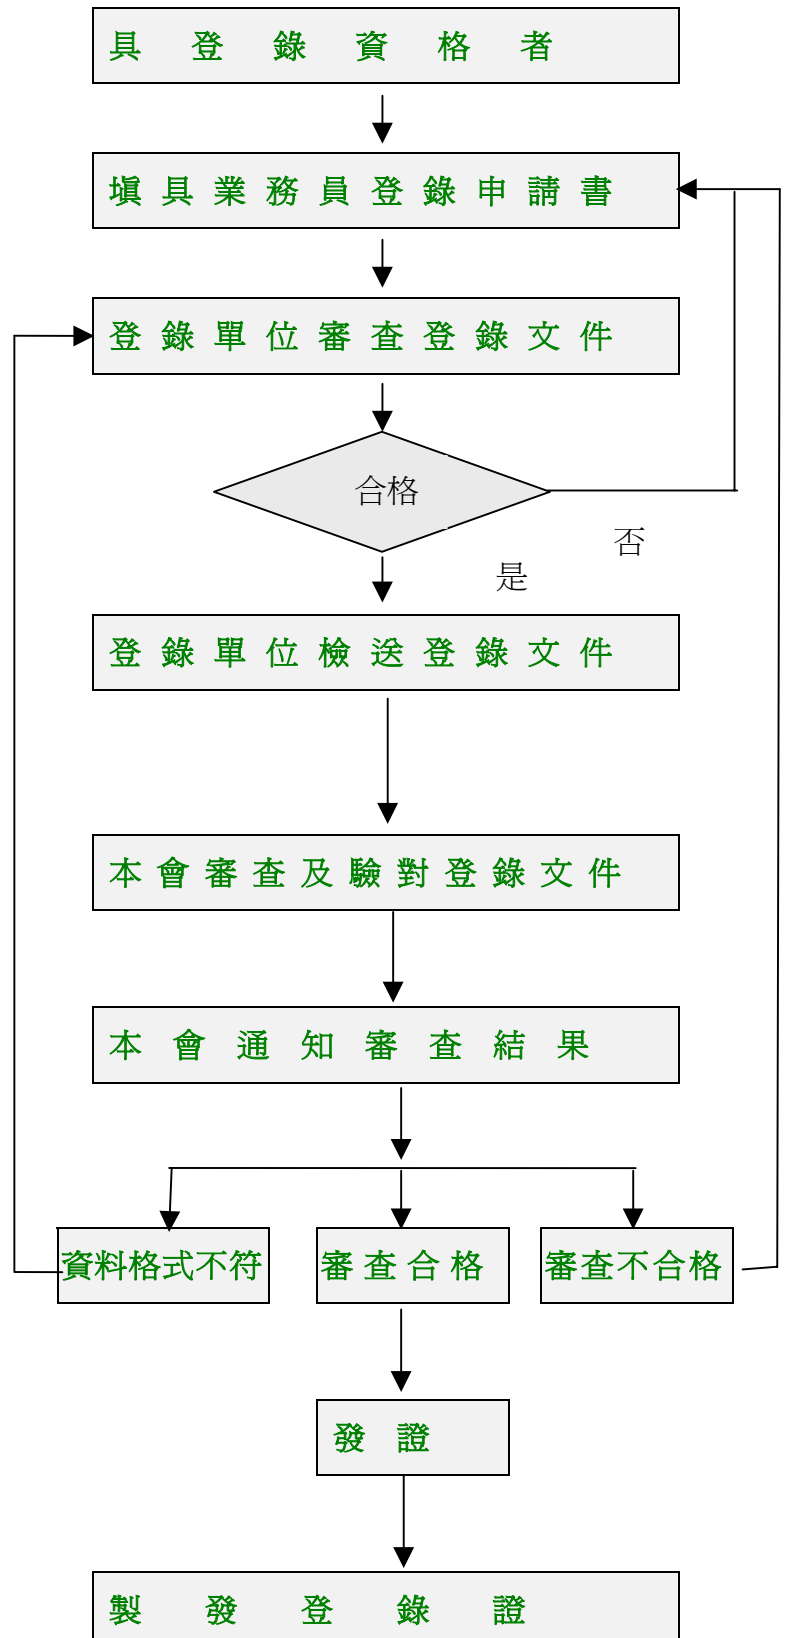 具登錄資格者
填具業務員登錄申請書
登錄單位審查登錄文件
合格
否
是
登錄單位檢送登錄文件
本會審查及驗對登錄文件
本會通知審查結果
資料格式不符
審查合格
審查不合格
發證
製發登錄證